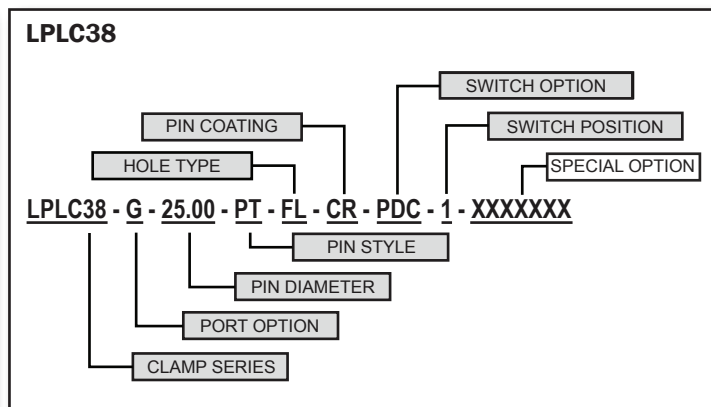 LPLC38
SWITCH OPTION
PIN COATING
SWITCH POSITION
HOLE TYPE
SPECIAL OPTION
LPLC38 - G - 25.00 - PT - FL - CR - PDC - 1 - XXXXXXX
PIN STYLE
PIN DIAMETER
PORT OPTION
CLAMP SERIES